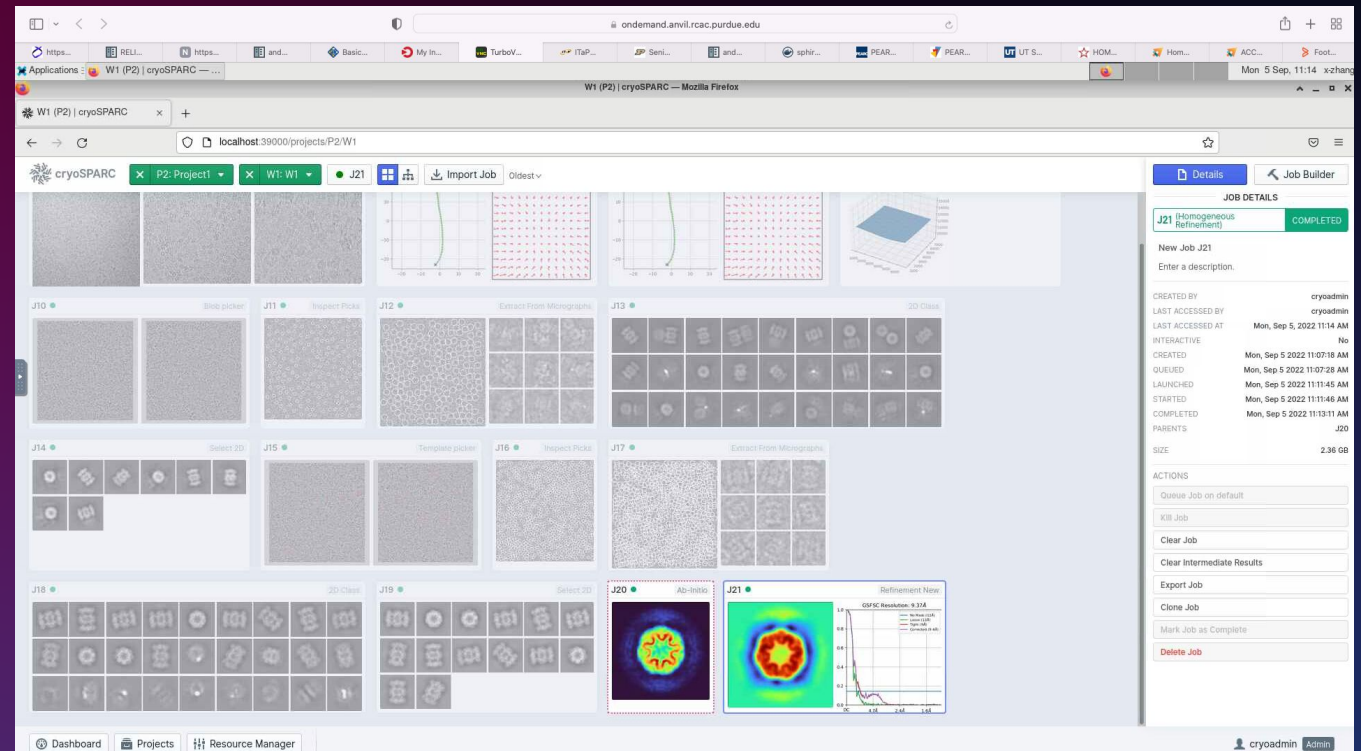 ondemand.anvil.rcac.purdue.edu
https... RELI... https... and... Basic... My In... TurboV... ITaP... Seni... and... sphir... PEAR... PEAR... UT S... HOM... Hom... ACC... Foot...
Applications W1 (P2) | cryoSPARC — ... Mon 5 Sep, 11:14 x-zhang
W1 (P2) | cryoSPARC — Mozilla Firefox
W1 (P2) | cryoSPARC × +
localhost:39000/projects/P2/W1
cryoSPARC × P2: Project1 × W1: W1 J21 Import Job Oldest Details Job Builder
JOB DETAILS
J21 (Homogeneous Refinement) COMPLETED
New Job J21
Enter a description.
CREATED BY cryoadmin
LAST ACCESSED BY cryoadmin
LAST ACCESSED AT Mon, Sep 5, 2022 11:14 AM
INTERACTIVE No
CREATED Mon, Sep 5 2022 11:07:18 AM
QUEUED Mon, Sep 5 2022 11:07:28 AM
LAUNCHED Mon, Sep 5 2022 11:11:45 AM
STARTED Mon, Sep 5 2022 11:11:46 AM
COMPLETED Mon, Sep 5 2022 11:13:11 AM
PARENTS J20
SIZE 2.36 GB
ACTIONS
Queue Job on default
Kill Job
Clear Job
Clear Intermediate Results
Export Job
Clone Job
Mark Job as Complete
Delete Job
J10 Blob picker J11 Inspect Picks J12 Extract From Micrographs J13 2D Class
J14 Select 2D J15 Template picker J16 Inspect Picks J17 Extract From Micrographs
J18 2D Class J19 Select 2D J20 Ab-Initio J21 Refinement New
GSFSC Resolution: 9.37Å
Dashboard Projects Resource Manager cryoadmin Admin